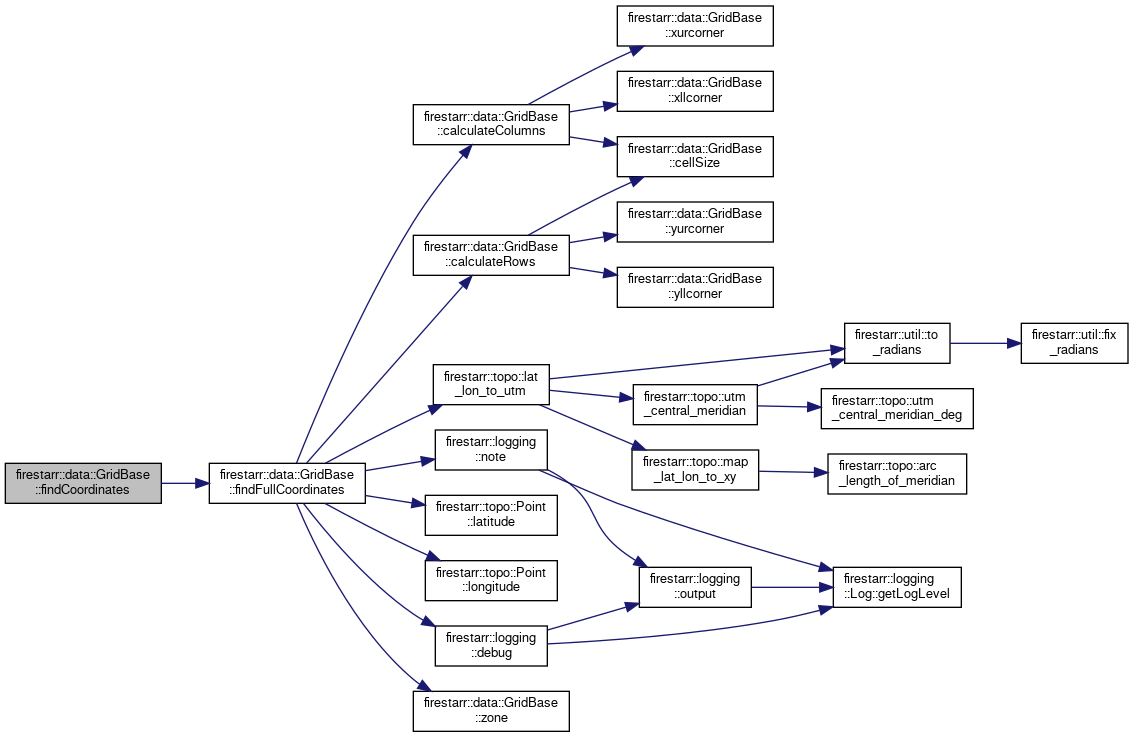 firestarr::data::GridBase
::findCoordinates
firestarr::data::GridBase
::findFullCoordinates
firestarr::data::GridBase
::calculateColumns
firestarr::data::GridBase
::xurcorner
firestarr::data::GridBase
::xllcorner
firestarr::data::GridBase
::cellSize
firestarr::data::GridBase
::calculateRows
firestarr::data::GridBase
::yurcorner
firestarr::data::GridBase
::yllcorner
firestarr::topo::lat
_lon_to_utm
firestarr::util::to
_radians
firestarr::util::fix
_radians
firestarr::topo::utm
_central_meridian
firestarr::topo::utm
_central_meridian_deg
firestarr::topo::map
_lat_lon_to_xy
firestarr::topo::arc
_length_of_meridian
firestarr::logging
::note
firestarr::topo::Point
::latitude
firestarr::topo::Point
::longitude
firestarr::logging
::output
firestarr::logging
::Log::getLogLevel
firestarr::logging
::debug
firestarr::data::GridBase
::zone